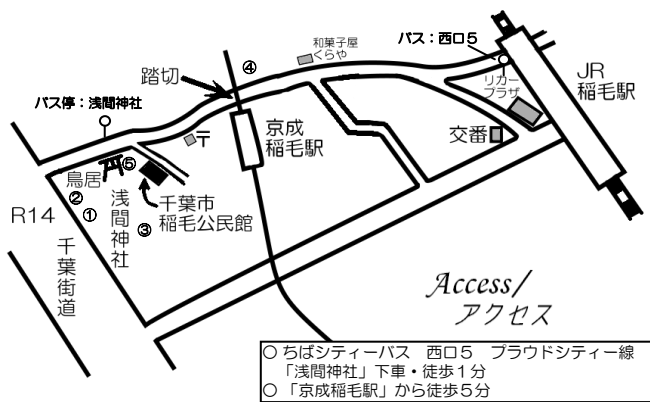 和菓子屋
くらや
バス：西口５
JR
稲毛駅
リカー
プラザ
④
踏切
バス停：浅間神社
〒
京成
稲毛駅
交番
鳥居
⑤
②
①
浅間神社
③
千葉市
稲毛公民館
R14
千葉街道
Access/
アクセス
○ ちばシティーバス　西口５　プラウドシティー線
「浅間神社」下車・徒歩１分
○ 「京成稲毛駅」から徒歩５分